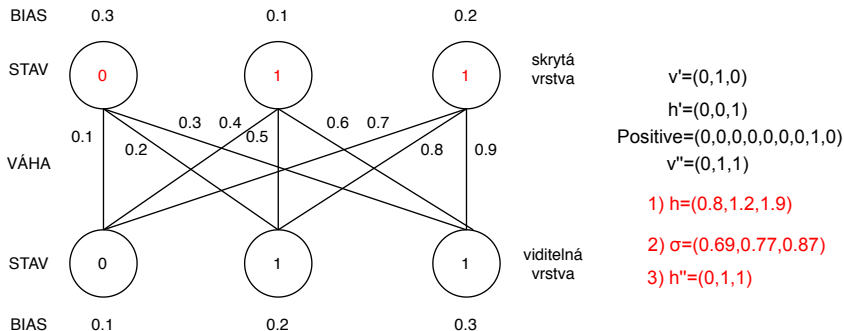 BIAS 0.3 0.1 0.2
STAV 0 1 1 skrytá
vrstva
v'=(0,1,0)
h'=(0,0,1)
Positive=(0,0,0,0,0,0,0,1,0)
v''=(0,1,1)
VÁHA 0.1 0.2 0.3 0.4 0.5 0.6 0.7 0.8 0.9
1) h=(0.8,1.2,1.9)
2) σ=(0.69,0.77,0.87)
3) h''=(0,1,1)
STAV 0 1 1 viditelná
vrstva
BIAS 0.1 0.2 0.3